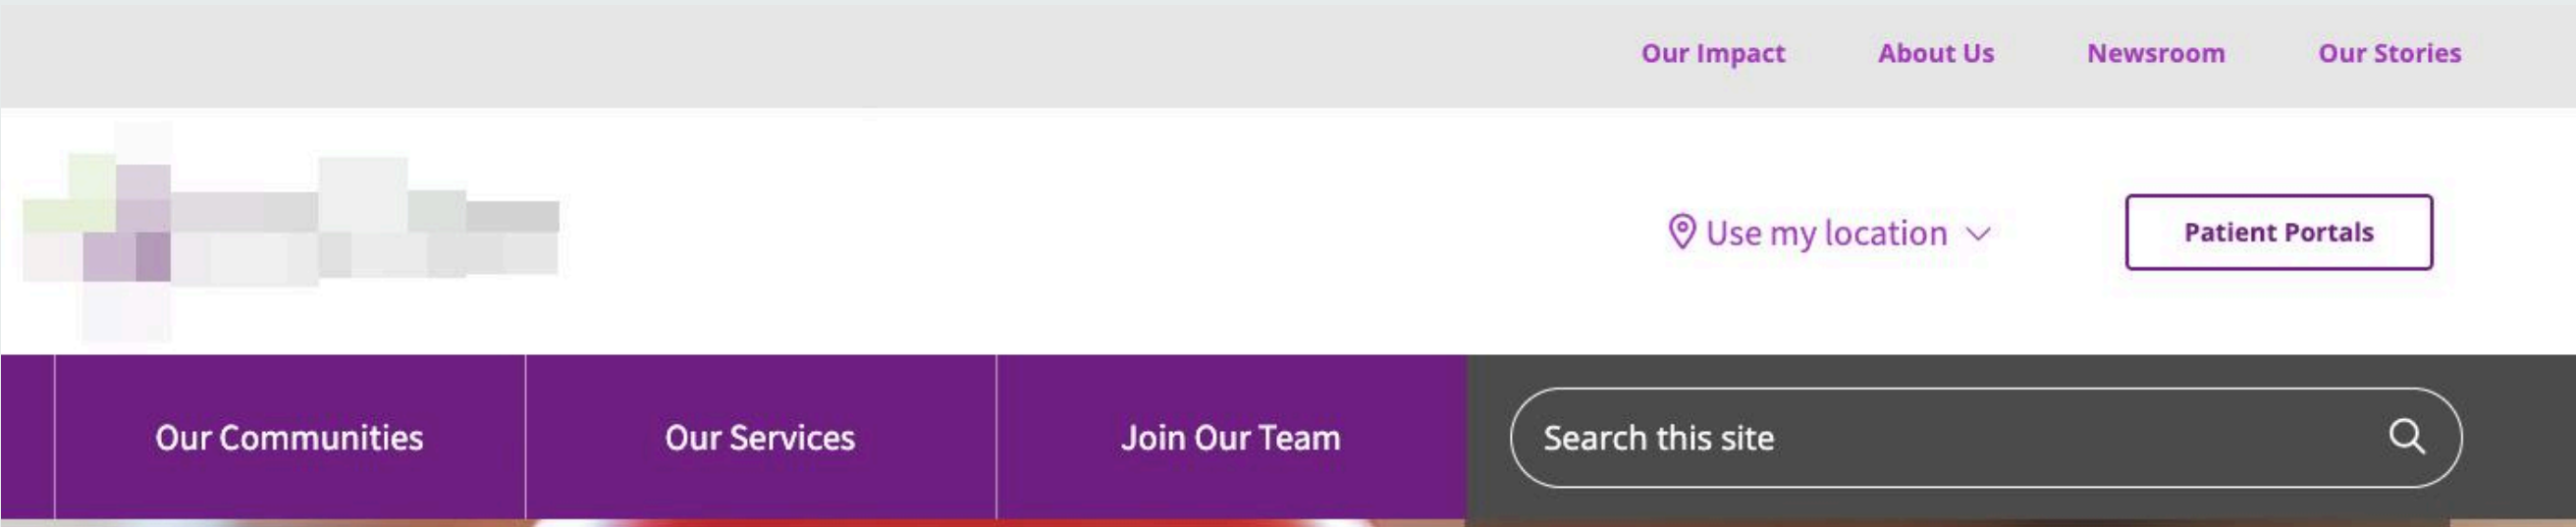 Our Impact About Us Newsroom Our Stories
Use my location Patient Portals
Our Communities Our Services Join Our Team Search this site